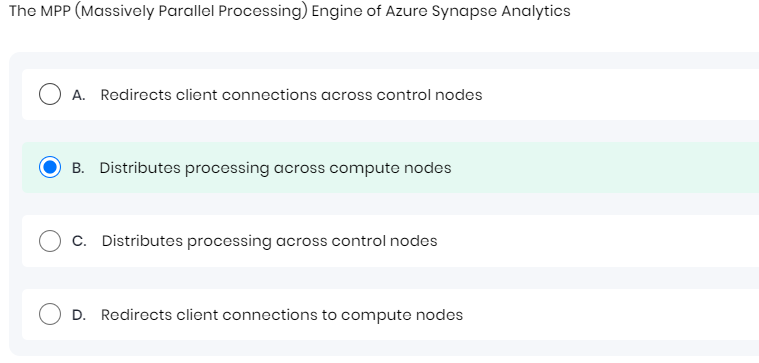 The MPP (Massively Parallel Processing) Engine of Azure Synapse Analytics
A. Redirects client connections across control nodes
B. Distributes processing across compute nodes
C. Distributes processing across control nodes
D. Redirects client connections to compute nodes